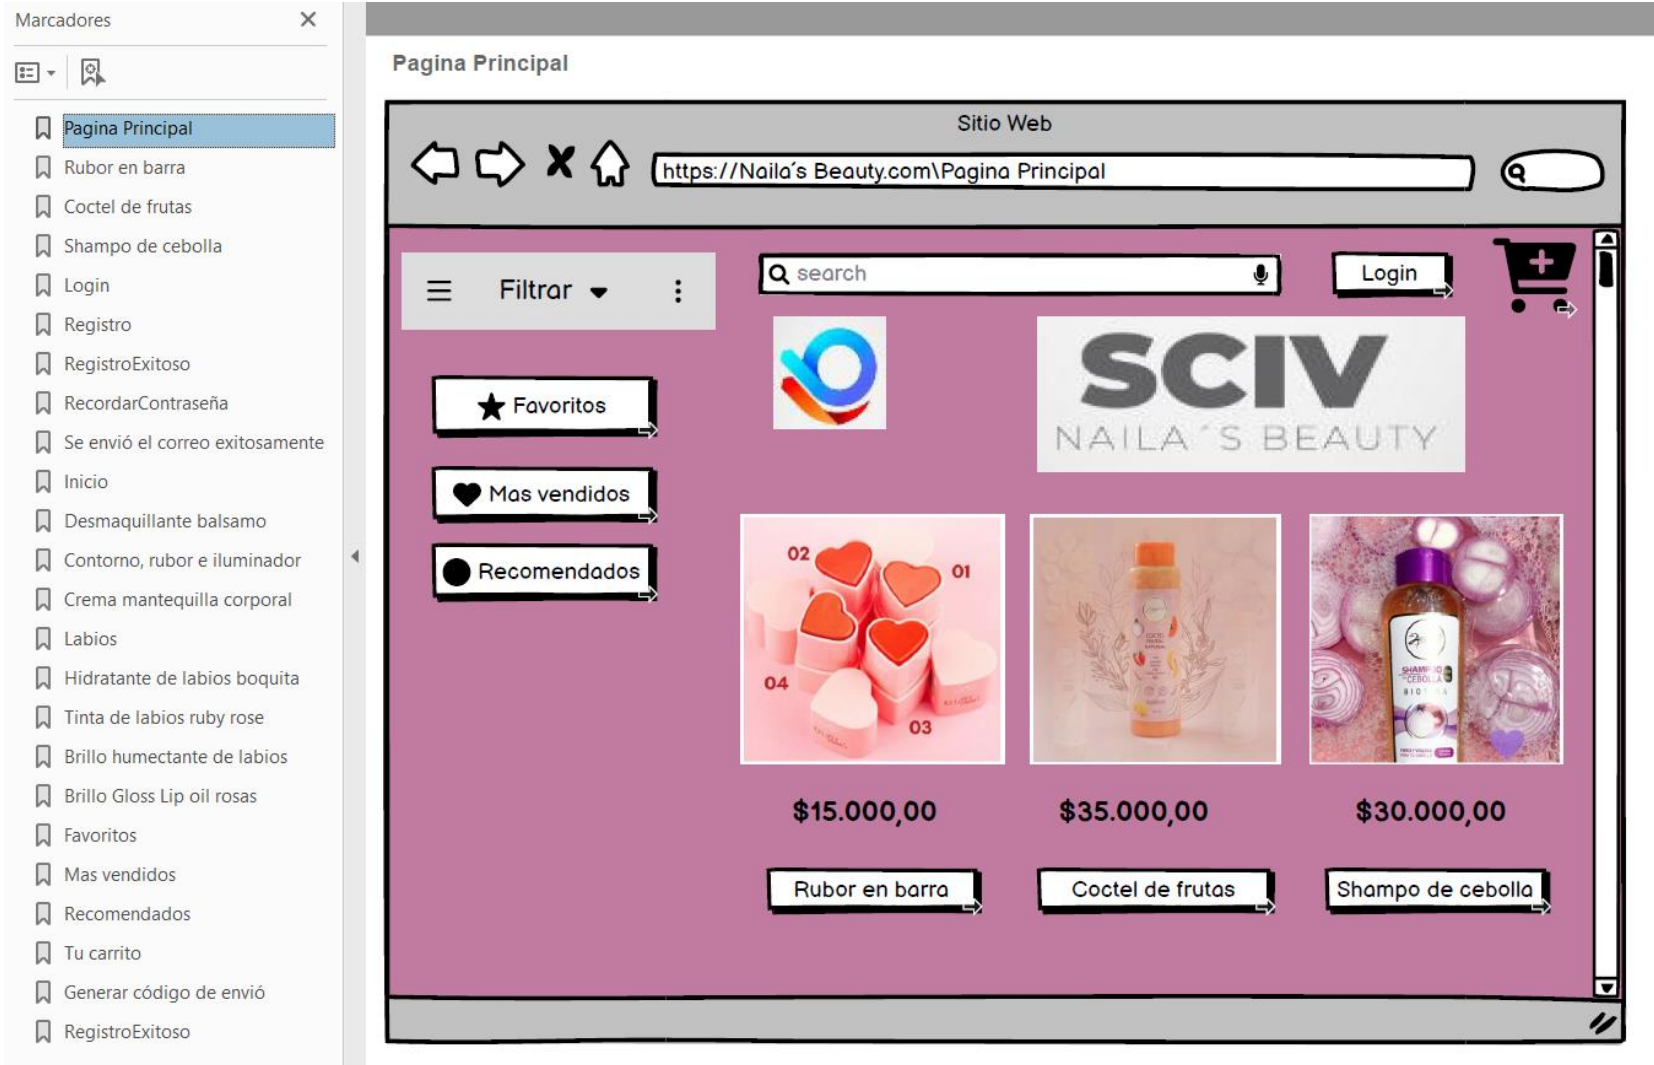 Marcadores
Pagina Principal
Rubor en barra
Coctel de frutas
Shampo de cebolla
Login
Registro
RegistroExitoso
RecordarContraseña
Se envió el correo exitosamente
Inicio
Desmaquillante balsamo
Contorno, rubor e iluminador
Crema mantequilla corporal
Labios
Hidratante de labios boquita
Tinta de labios ruby rose
Brillo humectante de labios
Brillo Gloss Lip oil rosas
Favoritos
Mas vendidos
Recomendados
Tu carrito
Generar código de envió
RegistroExitoso
Pagina Principal
Sitio Web
https://Naila´s Beauty.com\Pagina Principal
Filtrar
search
Login
SCIV
NAILA´S BEAUTY
Favoritos
Mas vendidos
Recomendados
02
01
04
03
SHAMPOO
CEBOLLA
$15.000,00
$35.000,00
$30.000,00
Rubor en barra
Coctel de frutas
Shampo de cebolla